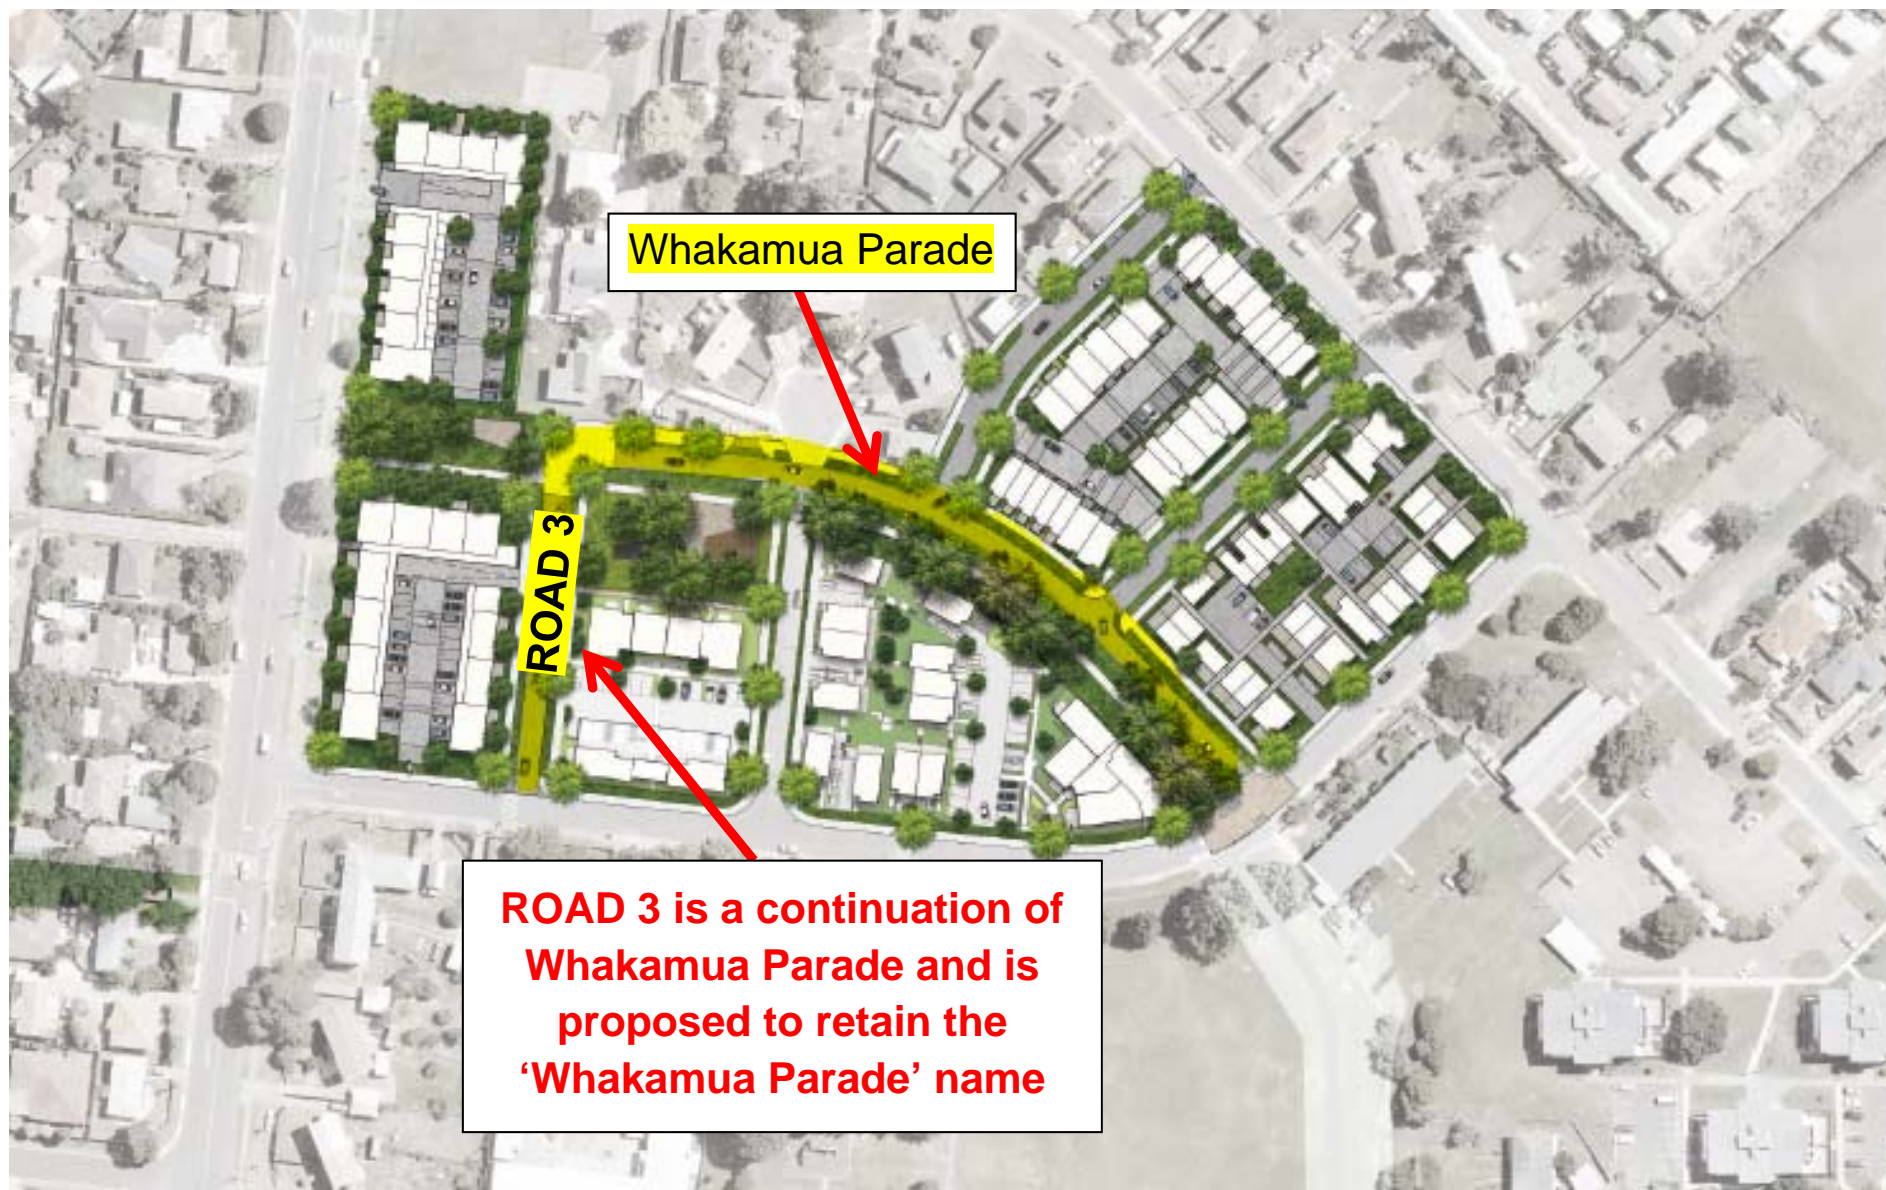 Whakamua Parade
ROAD 3
ROAD 3 is a continuation of
Whakamua Parade and is
proposed to retain the
‘Whakamua Parade’ name